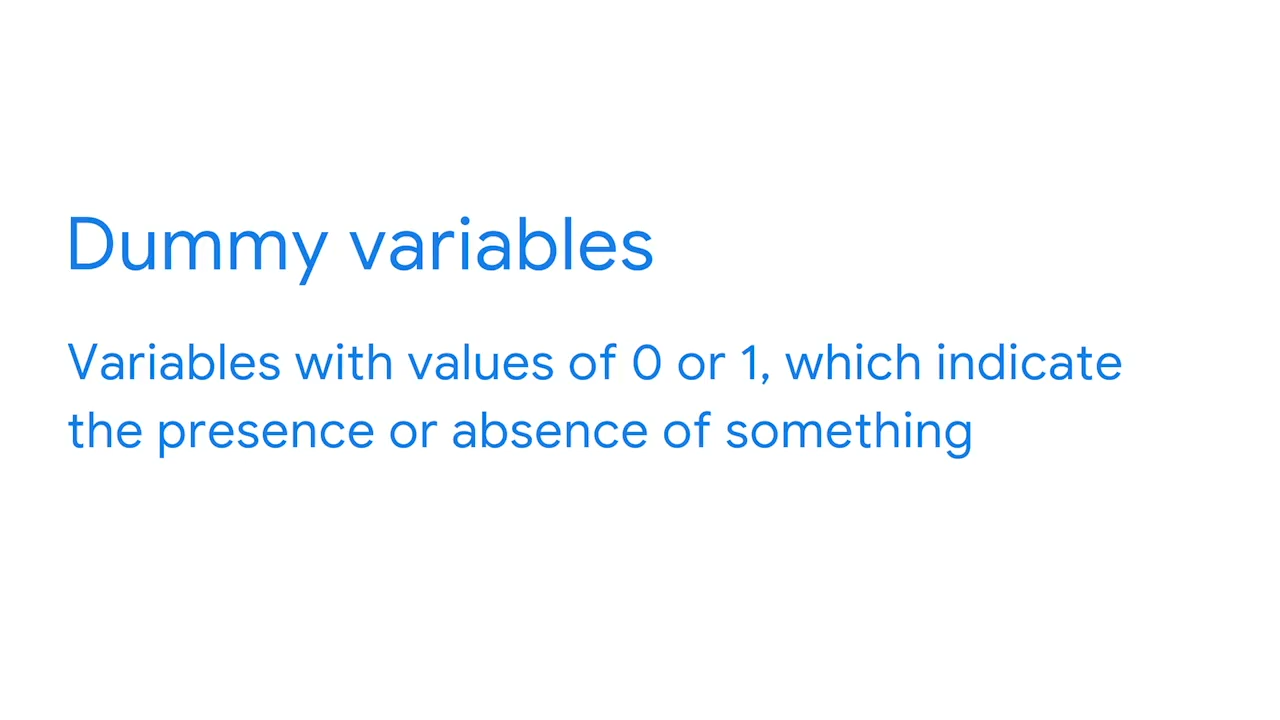 Dummy variables
Variables with values of 0 or 1, which indicate
the presence or absence of something